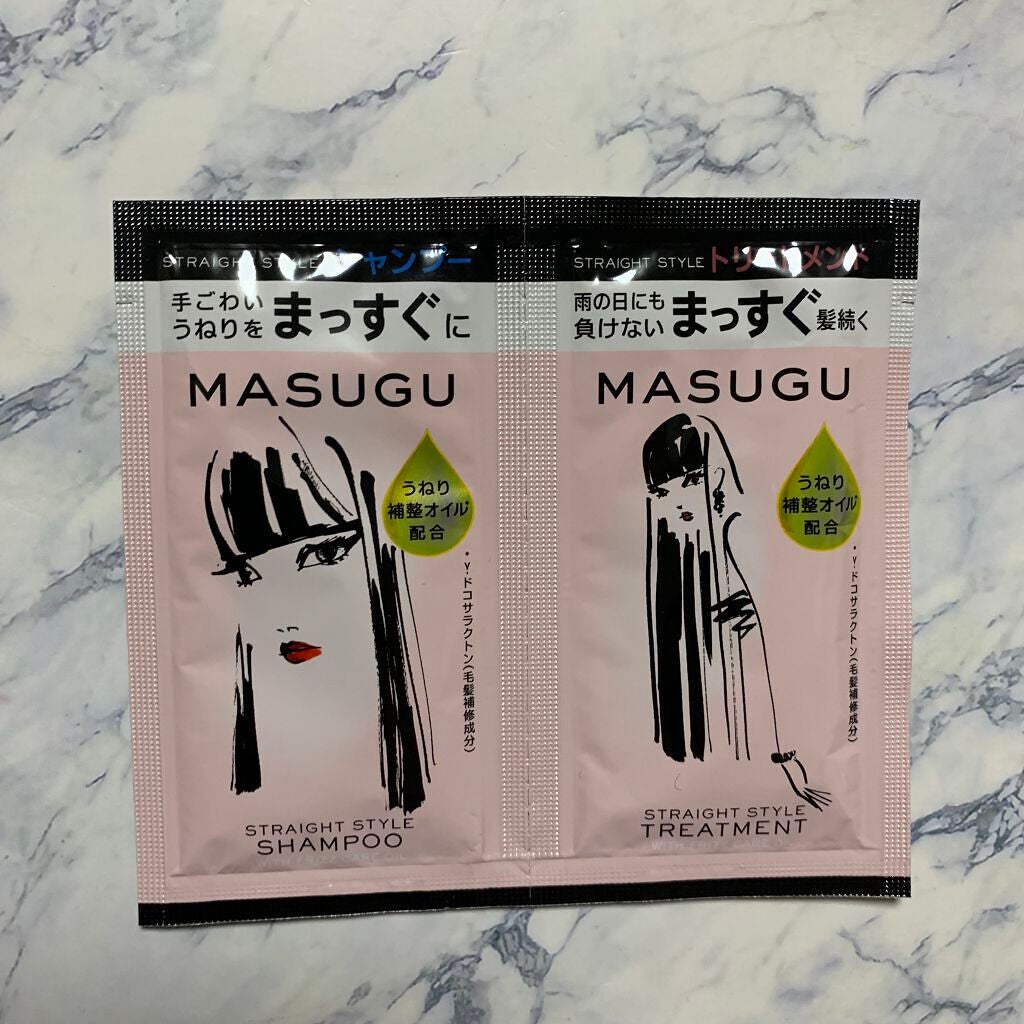 STRAIGHT STYLE シャンプー
手ごわい
うねりを まっすぐに
MASUGU
うねり
補整オイル*
配合
*Y-ドコサラクトン(毛髪補修成分)
STRAIGHT STYLE
SHAMPOO
STRAIGHT STYLE トリートメント
雨の日にも
負けない まっすぐ髪続く
MASUGU
うねり
補整オイル*
配合
*Y-ドコサラクトン(毛髪補修成分)
STRAIGHT STYLE
TREATMENT